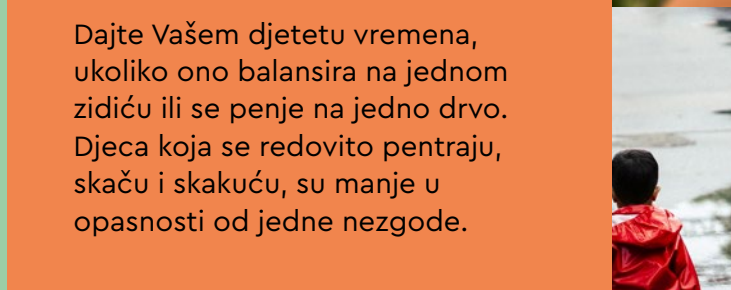 Dajte Vašem djetetu vremena,
ukoliko ono balansira na jednom
zidiću ili se penje na jedno drvo.
Djeca koja se redovito pentraju,
skaču i skakuću, su manje u
opasnosti od jedne nezgode.